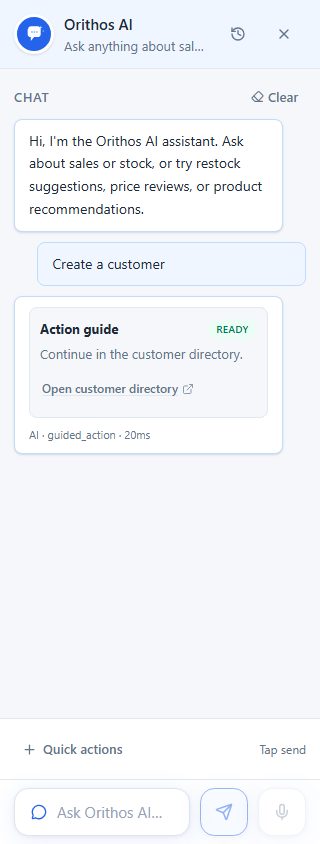 Orithos AI
Ask anything about sal...
CHAT
Clear
Hi, I'm the Orithos AI assistant. Ask
about sales or stock, or try restock
suggestions, price reviews, or product
recommendations.
Create a customer
Action guide
READY
Continue in the customer directory.
Open customer directory
AI · guided_action · 20ms
Quick actions
Tap send
Ask Orithos AI...